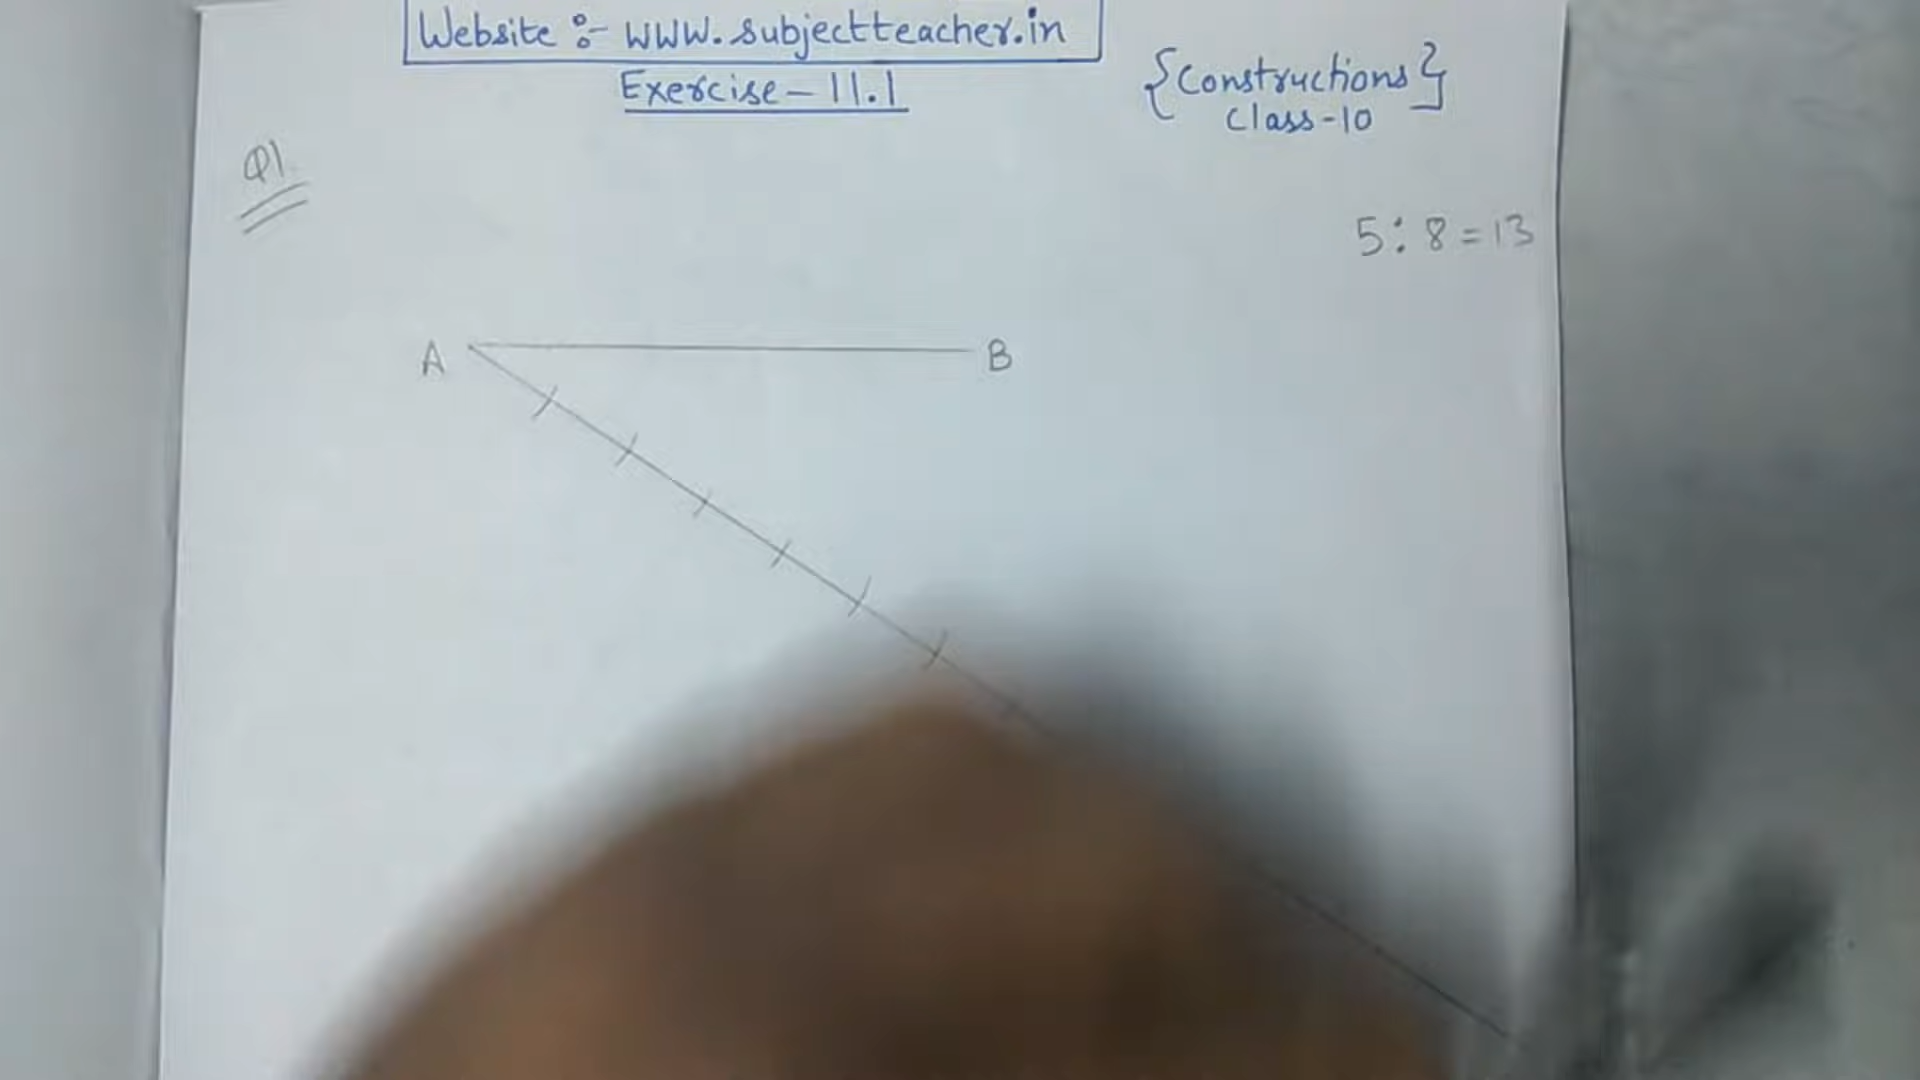 Website :- www.subjectteacher.in
Exercise - 11.1
{Constructions}
Class-10
Q1.
5:8=13
A
B